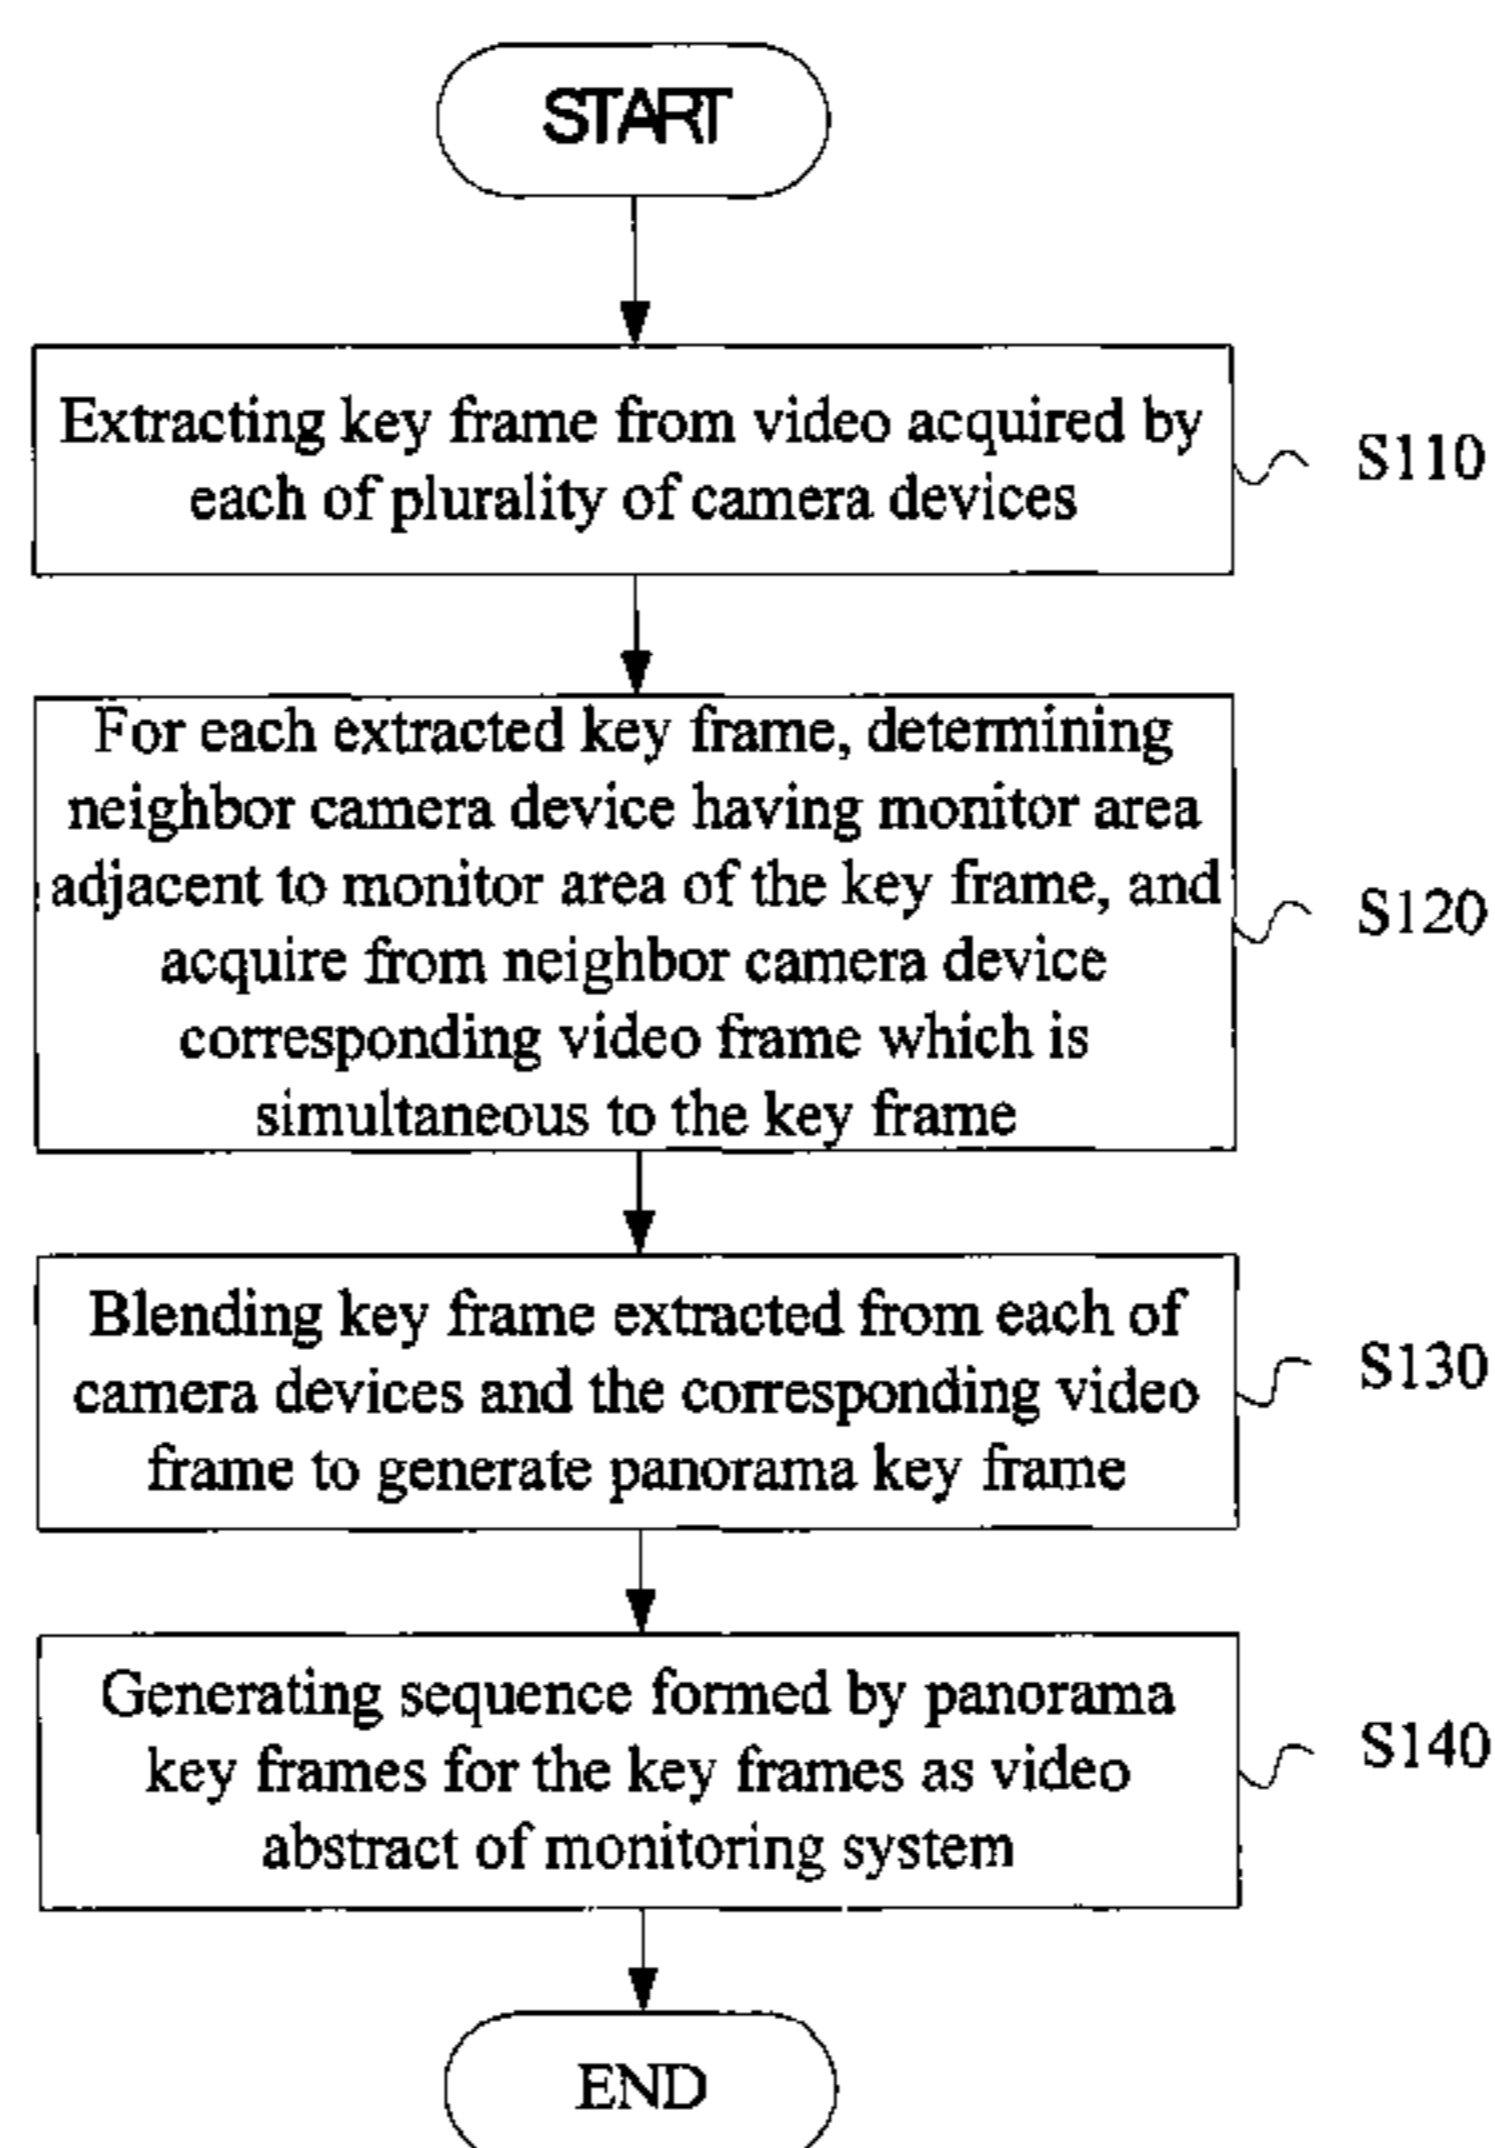 START
Extracting key frame from video acquired by
each of plurality of camera devices
S110
For each extracted key frame, determining
neighbor camera device having monitor area
adjacent to monitor area of the key frame, and
acquire from neighbor camera device
corresponding video frame which is
simultaneous to the key frame
S120
Blending key frame extracted from each of
camera devices and the corresponding video
frame to generate panorama key frame
S130
Generating sequence formed by panorama
key frames for the key frames as video
abstract of monitoring system
S140
END